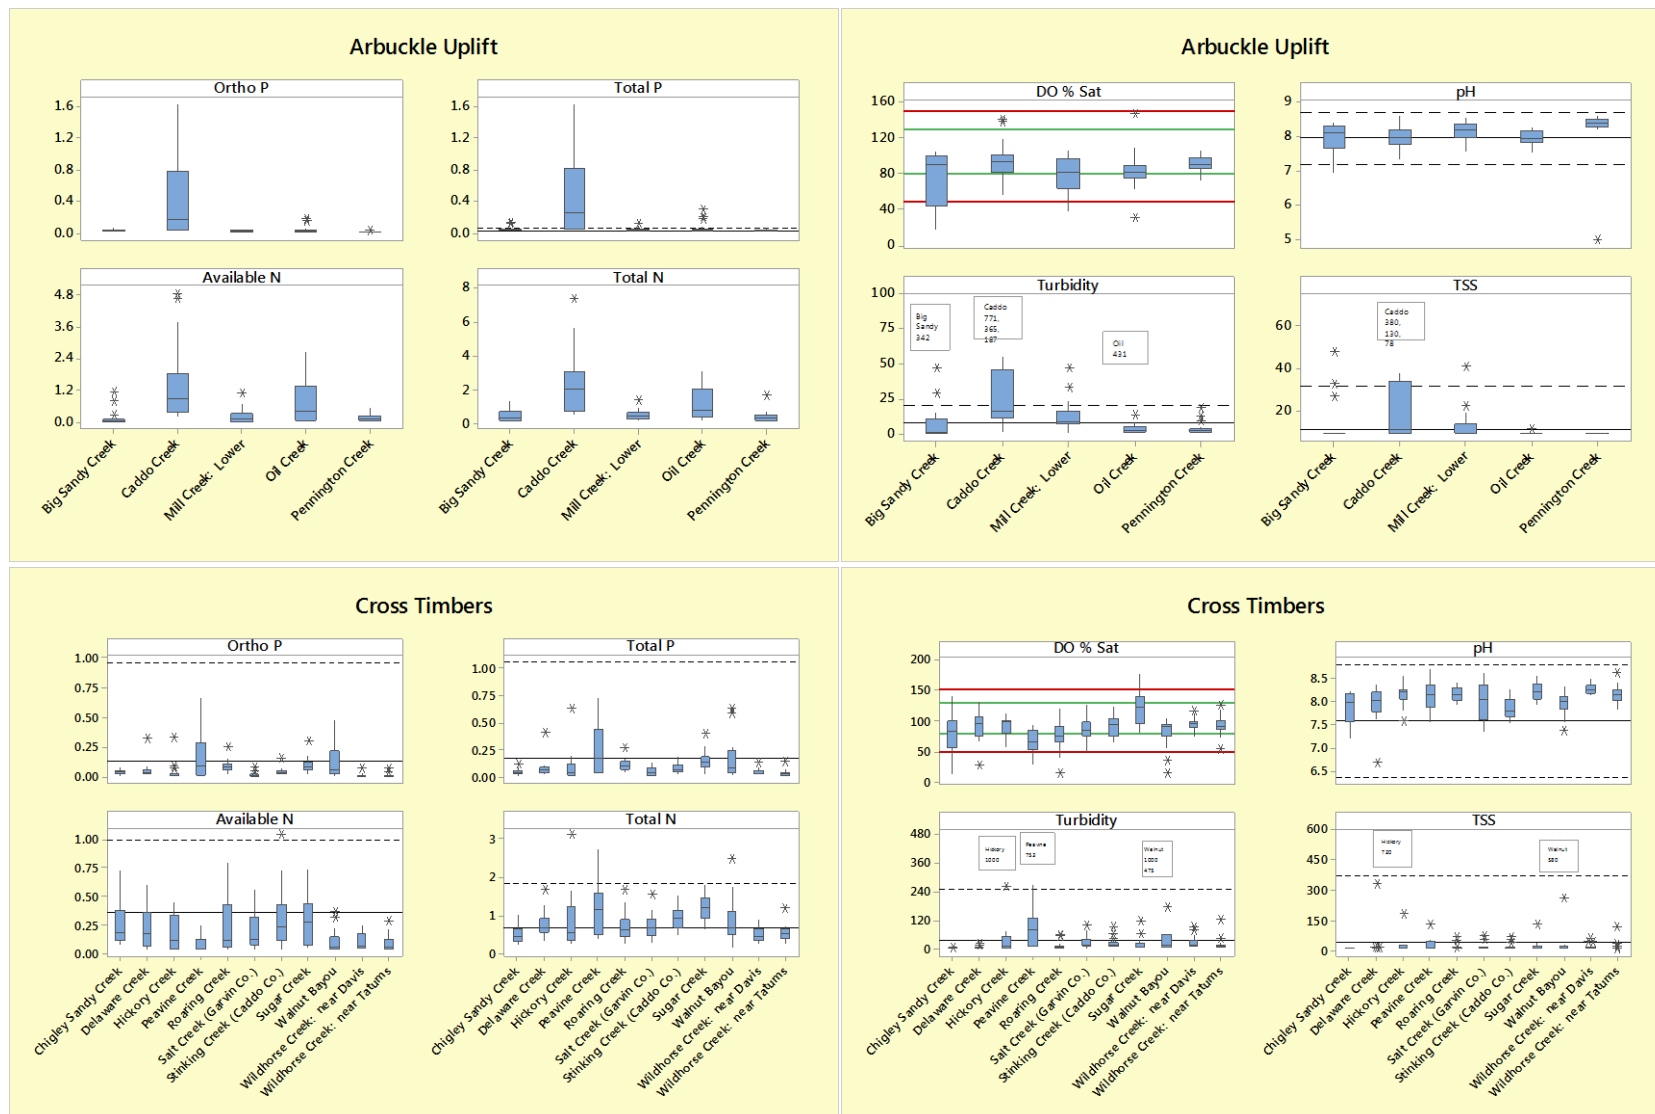 Arbuckle Uplift
Ortho P
1.6
1.2
0.8
0.4
0.0
Total P
1.6
1.2
0.8
0.4
0.0
Available N
4.8
3.6
2.4
1.2
0.0
Total N
8
6
4
2
0
Big Sandy Creek
Caddo Creek
Mill Creek: Lower
Oil Creek
Pennington Creek
Big Sandy Creek
Caddo Creek
Mill Creek: Lower
Oil Creek
Pennington Creek
Arbuckle Uplift
DO % Sat
160
120
80
40
0
pH
9
8
7
6
5
Turbidity
100
75
50
25
0
Big
Sandy
342
Caddo
771,
365,
187
Oil
431
TSS
60
40
20
Caddo
380,
130,
78
Big Sandy Creek
Caddo Creek
Mill Creek: Lower
Oil Creek
Pennington Creek
Big Sandy Creek
Caddo Creek
Mill Creek: Lower
Oil Creek
Pennington Creek
Cross Timbers
Ortho P
1.00
0.75
0.50
0.25
0.00
Total P
1.00
0.75
0.50
0.25
0.00
Available N
1.00
0.75
0.50
0.25
0.00
Total N
3
2
1
0
Chigley Sandy Creek
Delaware Creek
Hickory Creek
Peavine Creek
Roaring Creek
Salt Creek (Garvin Co.)
Stinking Creek (Caddo Co.)
Sugar Creek
Walnut Bayou
Wildhorse Creek: near Davis
Wildhorse Creek: near Tatums
Chigley Sandy Creek
Delaware Creek
Hickory Creek
Peavine Creek
Roaring Creek
Salt Creek (Garvin Co.)
Stinking Creek (Caddo Co.)
Sugar Creek
Walnut Bayou
Wildhorse Creek: near Davis
Wildhorse Creek: near Tatums
Cross Timbers
DO % Sat
200
150
100
50
0
pH
8.5
8.0
7.5
7.0
6.5
Turbidity
480
360
240
120
0
Hickory
1000
Peavine
752
Walnut
1000
475
TSS
600
450
300
150
0
Hickory
720
Walnut
580
Chigley Sandy Creek
Delaware Creek
Hickory Creek
Peavine Creek
Roaring Creek
Salt Creek (Garvin Co.)
Stinking Creek (Caddo Co.)
Sugar Creek
Walnut Bayou
Wildhorse Creek: near Davis
Wildhorse Creek: near Tatums
Chigley Sandy Creek
Delaware Creek
Hickory Creek
Peavine Creek
Roaring Creek
Salt Creek (Garvin Co.)
Stinking Creek (Caddo Co.)
Sugar Creek
Walnut Bayou
Wildhorse Creek: near Davis
Wildhorse Creek: near Tatums